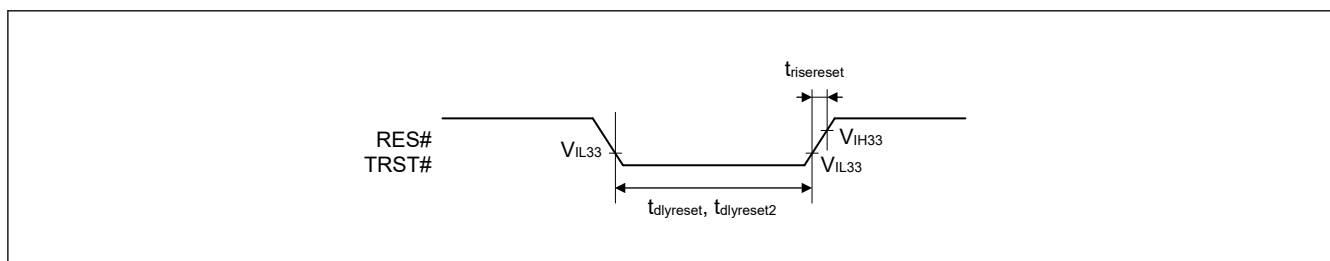 trisereset
RES#
TRST#
VIL33
VIH33
VIL33
tdlyreset, tdlyreset2